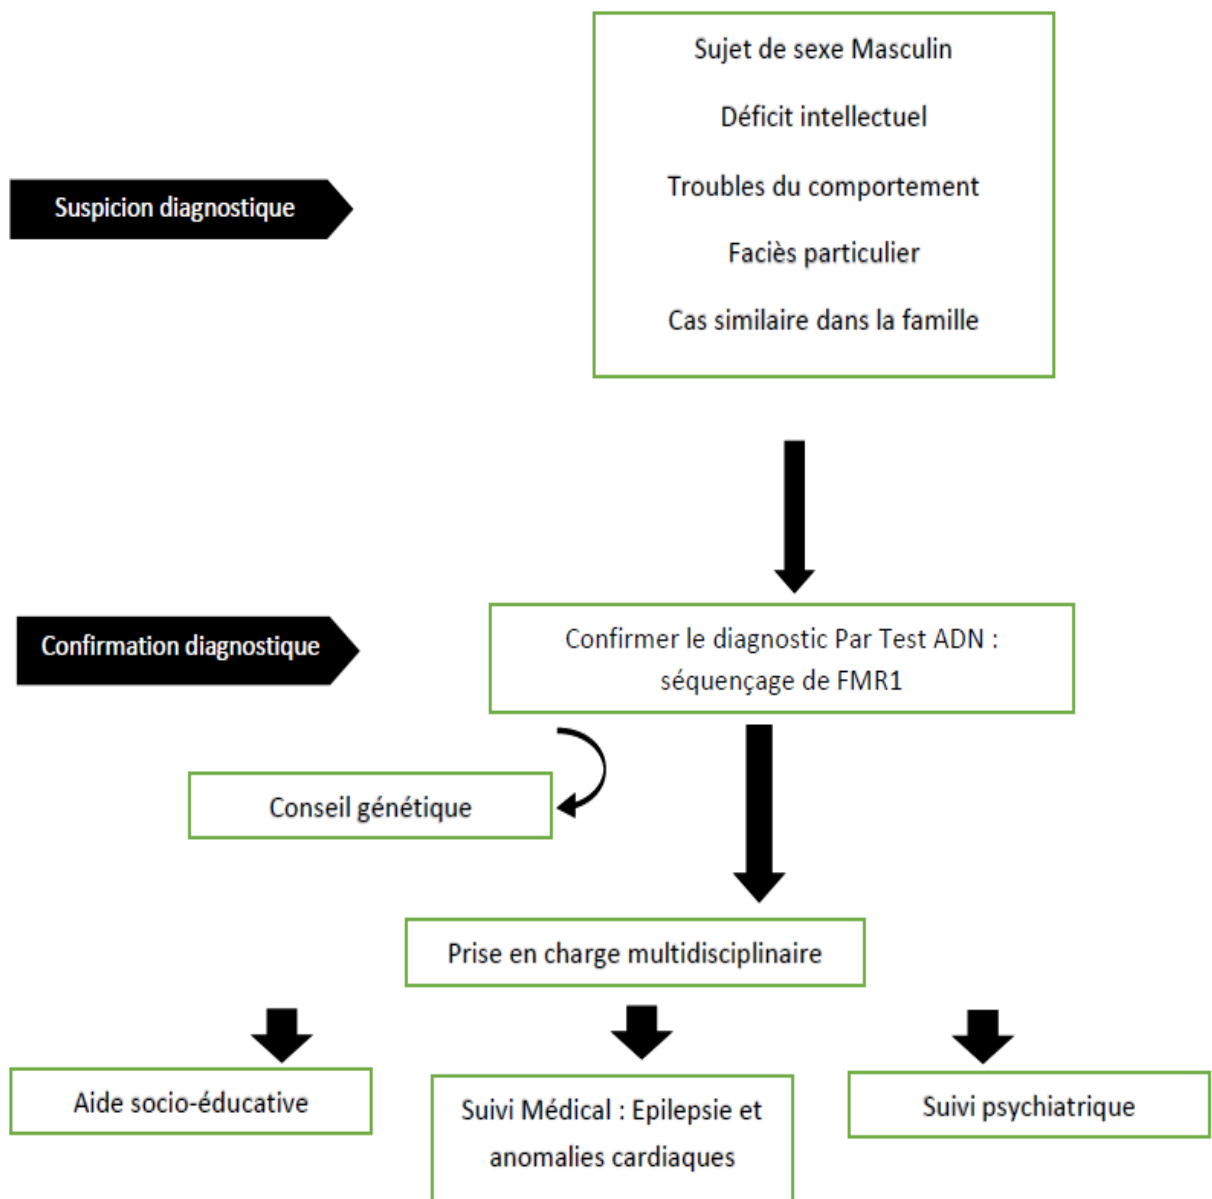 Sujet de sexe Masculin
Déficit intellectuel
Suspicion diagnostique
Troubles du comportement
Faciès particulier
Cas similaire dans la famille
Confirmation diagnostique
Confirmer le diagnostic Par Test ADN :
séquençage de FMR1
Conseil génétique
Prise en charge multidisciplinaire
Aide socio-éducative
Suivi Médical : Epilepsie et
anomalies cardiaques
Suivi psychiatrique